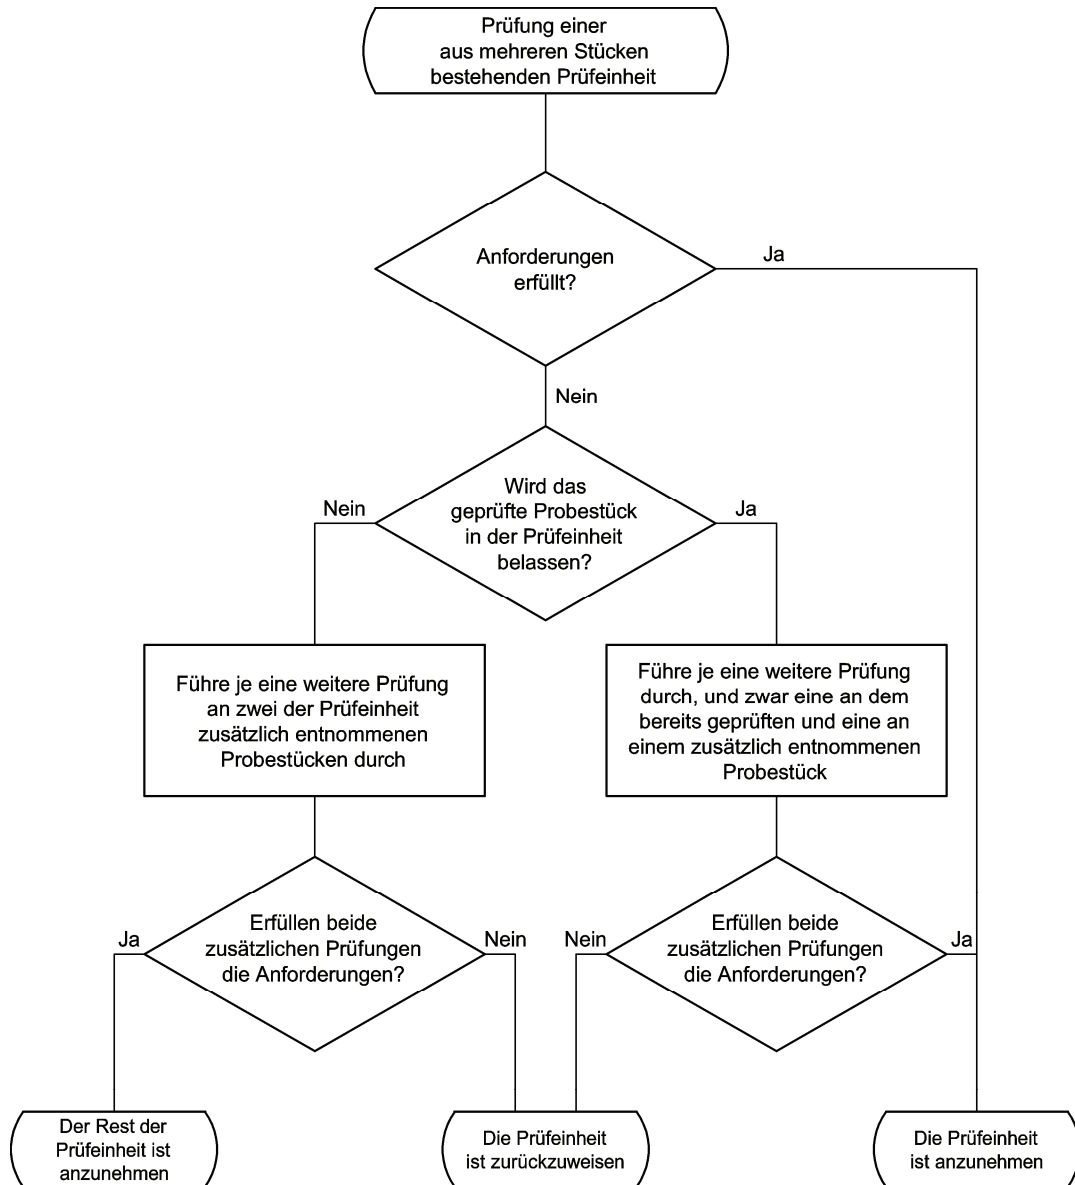 Prüfung einer
aus mehreren Stücken
bestehenden Prüfeinheit
Anforderungen
erfüllt?
Ja
Nein
Wird das
geprüfte Probestück
in der Prüfeinheit
belassen?
Nein
Ja
Führe je eine weitere Prüfung
an zwei der Prüfeinheit
zusätzlich entnommenen
Probestücken durch
Führe je eine weitere Prüfung
durch, und zwar eine an dem
bereits geprüften und eine an
einem zusätzlich entnommenen
Probestück
Erfüllen beide
zusätzlichen Prüfungen
die Anforderungen?
Ja
Nein
Erfüllen beide
zusätzlichen Prüfungen
die Anforderungen?
Nein
Ja
Der Rest der
Prüfeinheit ist
anzunehmen
Die Prüfeinheit
ist zurückzuweisen
Die Prüfeinheit
ist anzunehmen